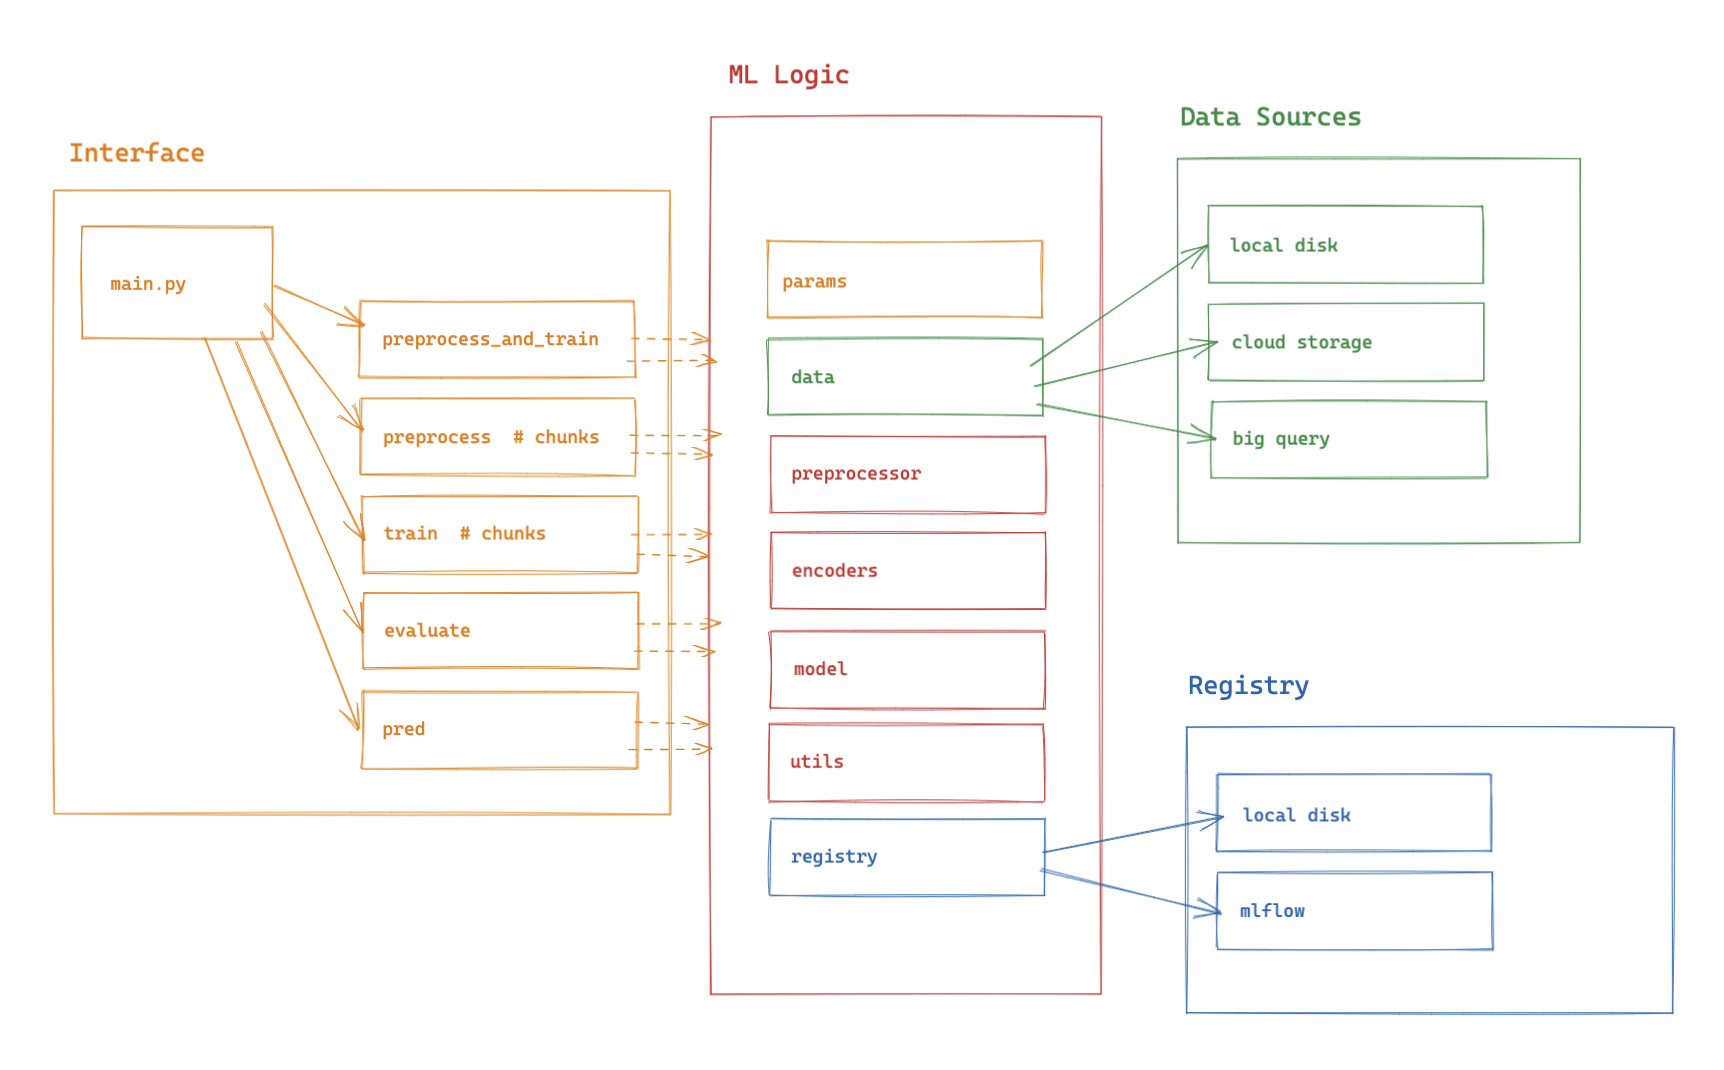 Interface
main.py
preprocess_and_train
preprocess  # chunks
train  # chunks
evaluate
pred
ML Logic
params
data
preprocessor
encoders
model
utils
registry
Data Sources
local disk
cloud storage
big query
Registry
local disk
mlflow